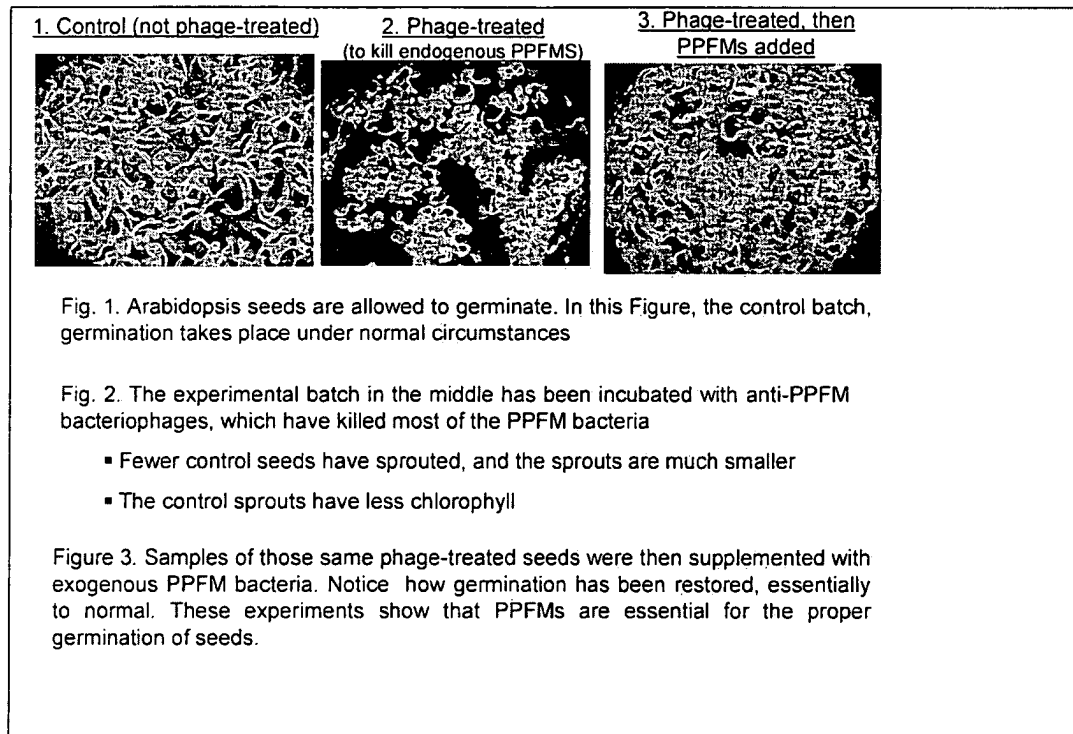 1. Control (not phage-treated)
2. Phage-treated
(to kill endogenous PPFMS)
3. Phage-treated, then
PPFMs added
Fig. 1. Arabidopsis seeds are allowed to germinate. In this Figure, the control batch,
germination takes place under normal circumstances
Fig. 2. The experimental batch in the middle has been incubated with anti-PPFM
bacteriophages, which have killed most of the PPFM bacteria
▪ Fewer control seeds have sprouted, and the sprouts are much smaller
▪ The control sprouts have less chlorophyll
Figure 3. Samples of those same phage-treated seeds were then supplemented with
exogenous PPFM bacteria. Notice how germination has been restored, essentially
to normal. These experiments show that PPFMs are essential for the proper
germination of seeds.